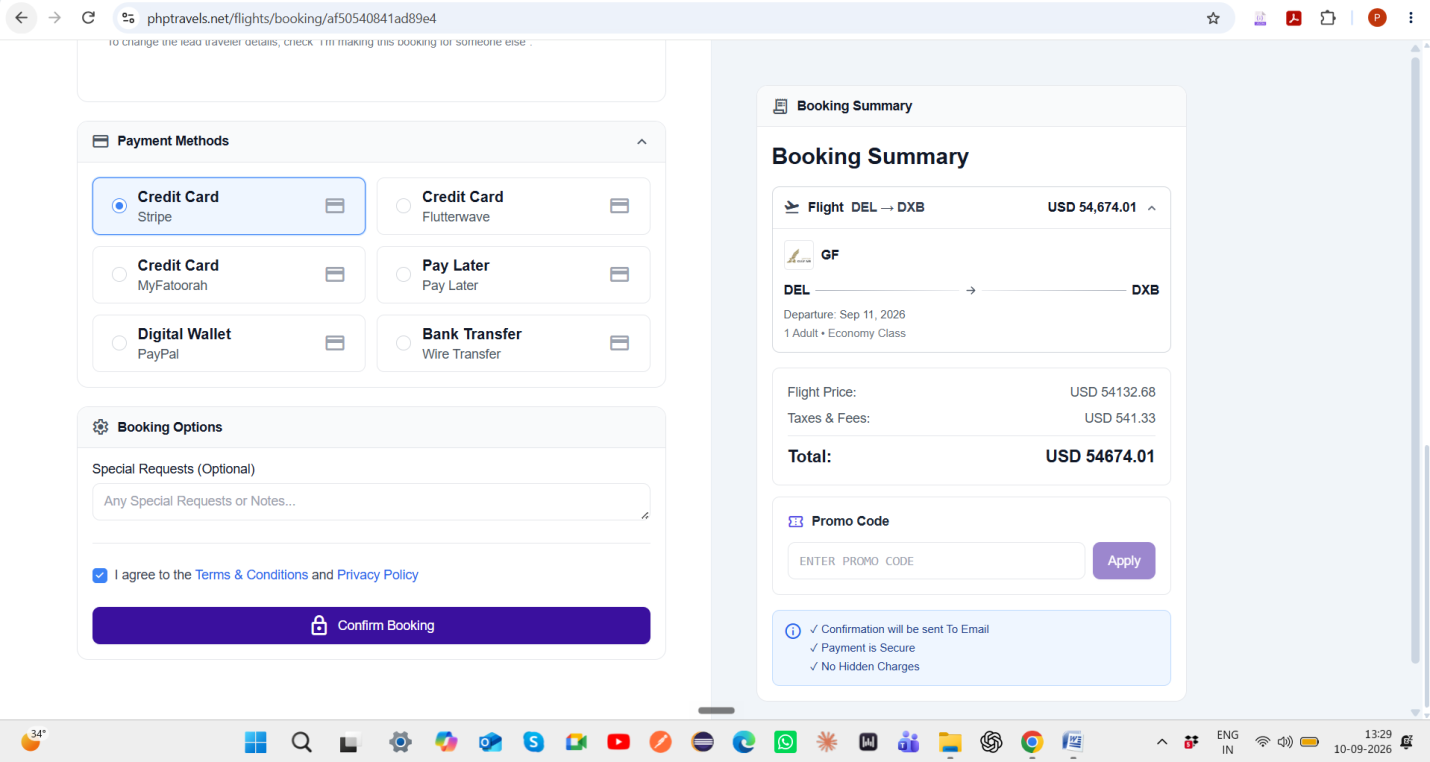 phptravels.net/flights/booking/af50540841ad89e4
P
To change the lead traveler details, check "I'm making this booking for someone else".
Payment Methods
Credit Card
Stripe
Credit Card
Flutterwave
Credit Card
MyFatoorah
Pay Later
Pay Later
Digital Wallet
PayPal
Bank Transfer
Wire Transfer
Booking Options
Special Requests (Optional)
Any Special Requests or Notes...
I agree to the Terms & Conditions and Privacy Policy
Confirm Booking
Booking Summary
Booking Summary
Flight DEL → DXB USD 54,674.01
GF
DEL → DXB
Departure: Sep 11, 2026
1 Adult • Economy Class
Flight Price: USD 54132.68
Taxes & Fees: USD 541.33
Total: USD 54674.01
Promo Code
ENTER PROMO CODE Apply
✓ Confirmation will be sent To Email
✓ Payment is Secure
✓ No Hidden Charges
34°
ENG
IN
13:29
10-09-2026